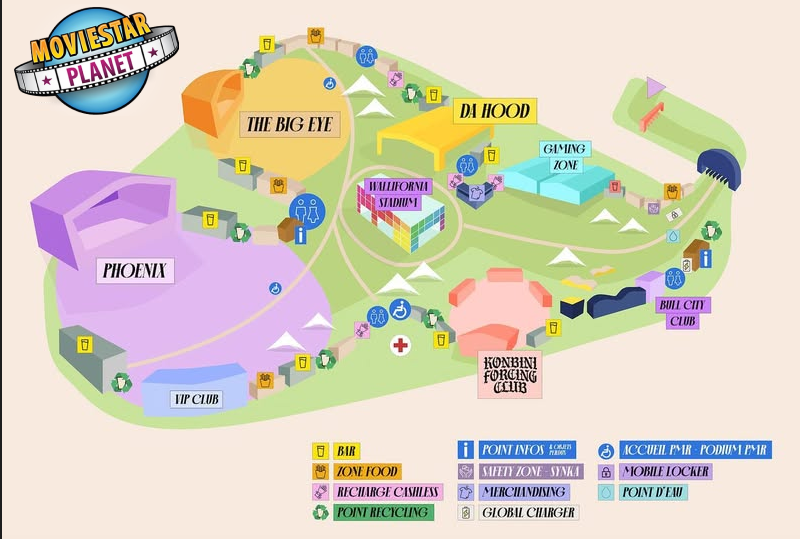 MOVIESTAR
PLANET
THE BIG EYE
DA HOOD
GAMING
ZONE
WALLIFORNIA
STADIUM
PHOENIX
VIP CLUB
BULL CITY
CLUB
KONBINI
FORCING
CLUB
BAR
ZONE FOOD
RECHARGE CASHLESS
POINT RECYCLING
POINT INFOS & OBJETS PERDUS
SAFETY ZONE - SYNKA
MERCHANDISING
GLOBAL CHARGER
ACCUEIL PMR - PODIUM PMR
MOBILE LOCKER
POINT D'EAU